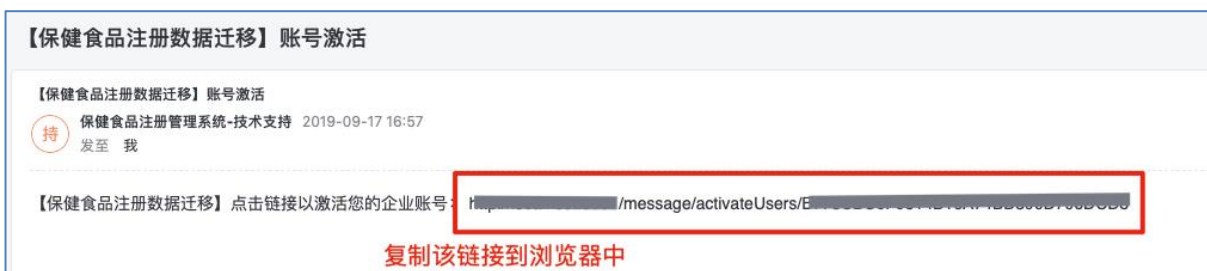 【保健食品注册数据迁移】账号激活
【保健食品注册数据迁移】账号激活
持
保健食品注册管理系统-技术支持 2019-09-17 16:57
发至 我
【保健食品注册数据迁移】点击链接以激活您的企业账号： /message/activateUsers/
复制该链接到浏览器中